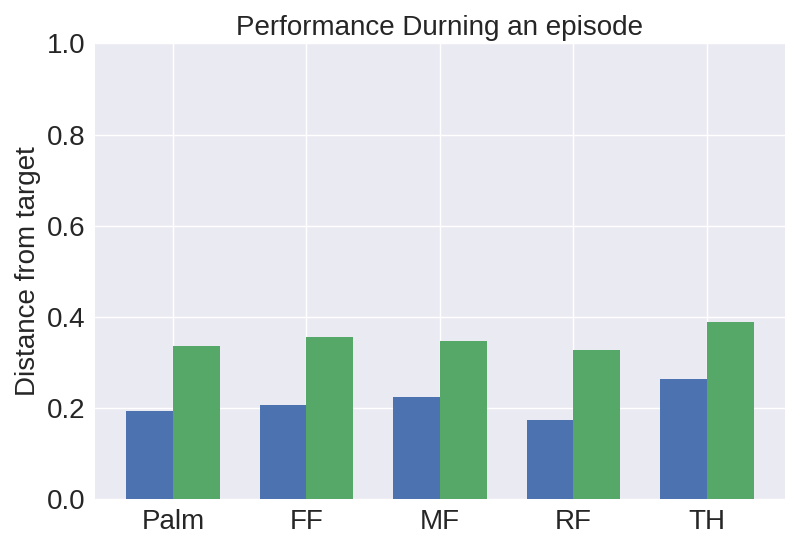 Performance Durning an episode
Distance from target
1.0
0.8
0.6
0.4
0.2
0.0
Palm FF MF RF TH